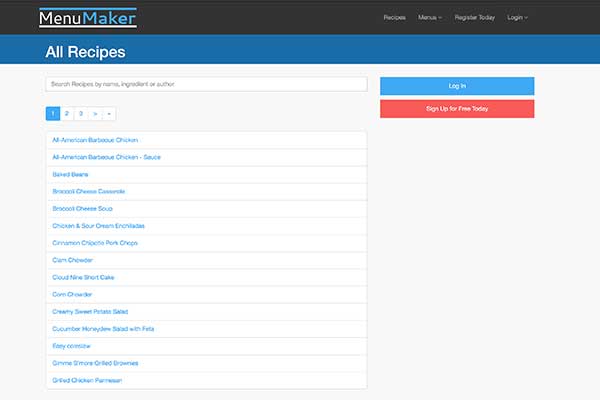 MenuMaker
Recipes Menus Register Today Login
All Recipes
Search Recipes by name, ingredient or author
Log In
Sign Up for Free Today
1 2 3 > »
All-American Barbecue Chicken
All-American Barbecue Chicken - Sauce
Baked Beans
Broccoli Cheese Casserole
Broccoli Cheese Soup
Chicken & Sour Cream Enchiladas
Cinnamon Chipotle Pork Chops
Clam Chowder
Cloud Nine Short Cake
Corn Chowder
Creamy Sweet Potato Salad
Cucumber Honeydew Salad with Feta
Easy coleslaw
Gimme S'more Grilled Brownies
Grilled Chicken Parmesan